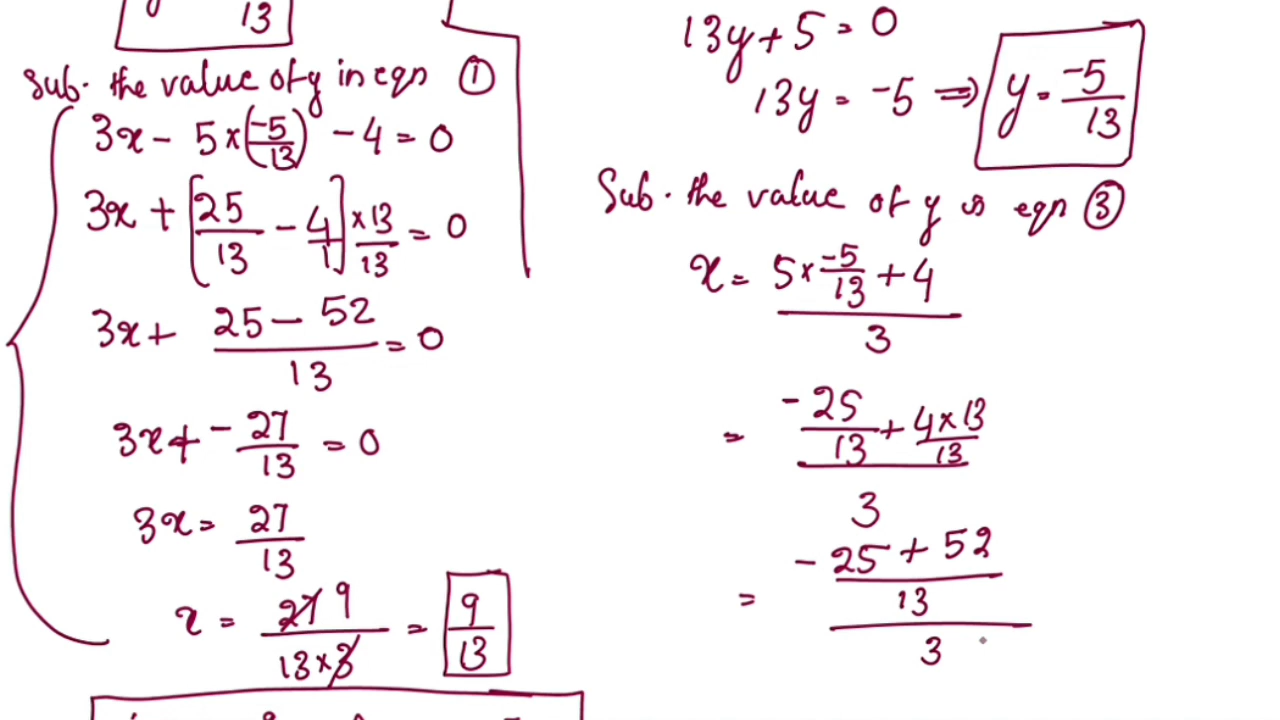 13
Sub. the value of y in eqn ①
3x - 5×(-5/13) - 4 = 0
3x + [25/13 - 4/1] ×13/13 = 0
3x + 25 - 52/13 = 0
3x + -27/13 = 0
3x = 27/13
x = 27 9/13×3 = 9/13
13y + 5 = 0
13y = -5 ⇒ y = -5/13
Sub. the value of y is eqn ③
x = 5×-5/13 + 4/3
= -25/13 + 4×13/13/3
= -25 + 52/13/3